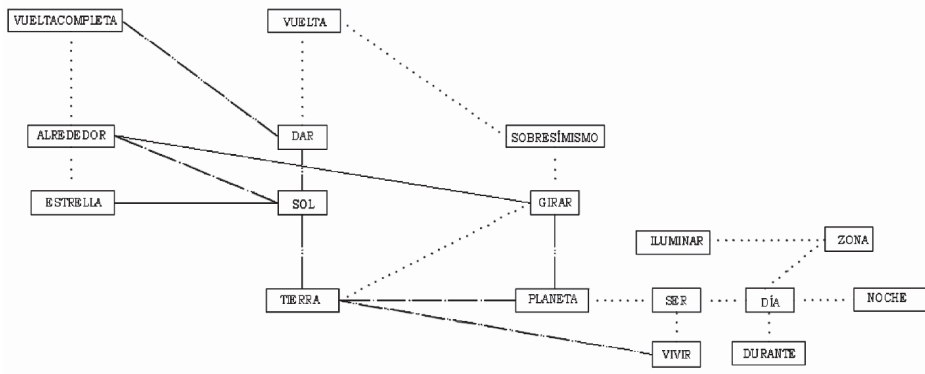 VUELTACOMPLETA
VUELTA
ALREDEDOR
DAR
SOBRESÍMISMO
ESTRELLA
SOL
GIRAR
ILUMINAR
ZONA
TIERRA
PLANETA
SER
DÍA
NOCHE
VIVIR
DURANTE